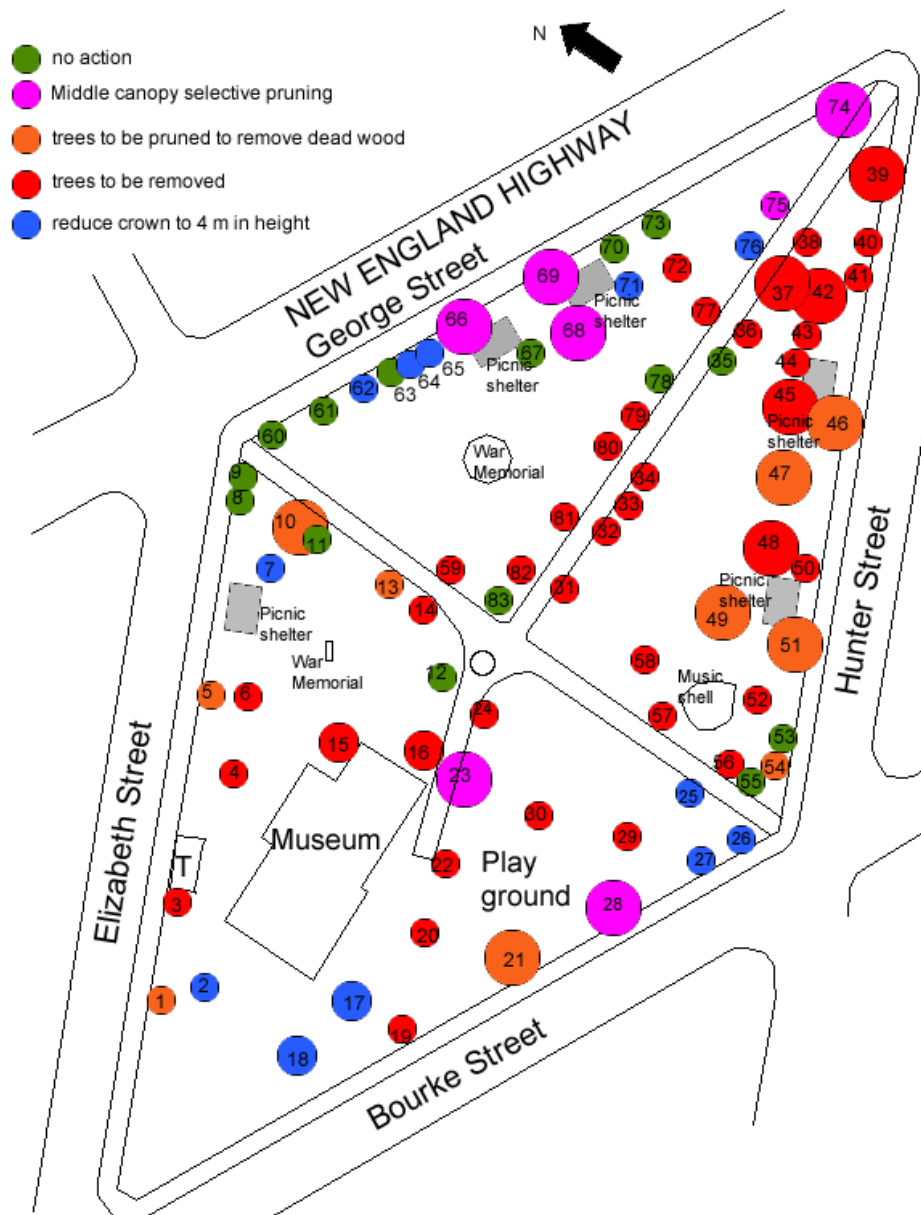 N
no action
Middle canopy selective pruning
trees to be pruned to remove dead wood
trees to be removed
reduce crown to 4 m in height
NEW ENGLAND HIGHWAY
George Street
Hunter Street
Elizabeth Street
Bourke Street
74
39
75
73
70
76
38
40
69
72
37
42
41
71
Picnic
shelter
66
68
77
36
43
67
Picnic
shelter
35
44
65
64
63
62
78
45
46
Picnic
shelter
61
79
60
80
War
Memorial
9
8
34
47
33
10
11
81
32
48
7
59
82
50
13
31
Picnic
shelter
14
83
49
51
Picnic
shelter
War
Memorial
12
58
5
6
Music
shell
52
24
57
15
16
53
4
23
56
54
55
25
30
29
26
Museum
T
22
27
Play
ground
3
28
20
21
2
1
17
19
18